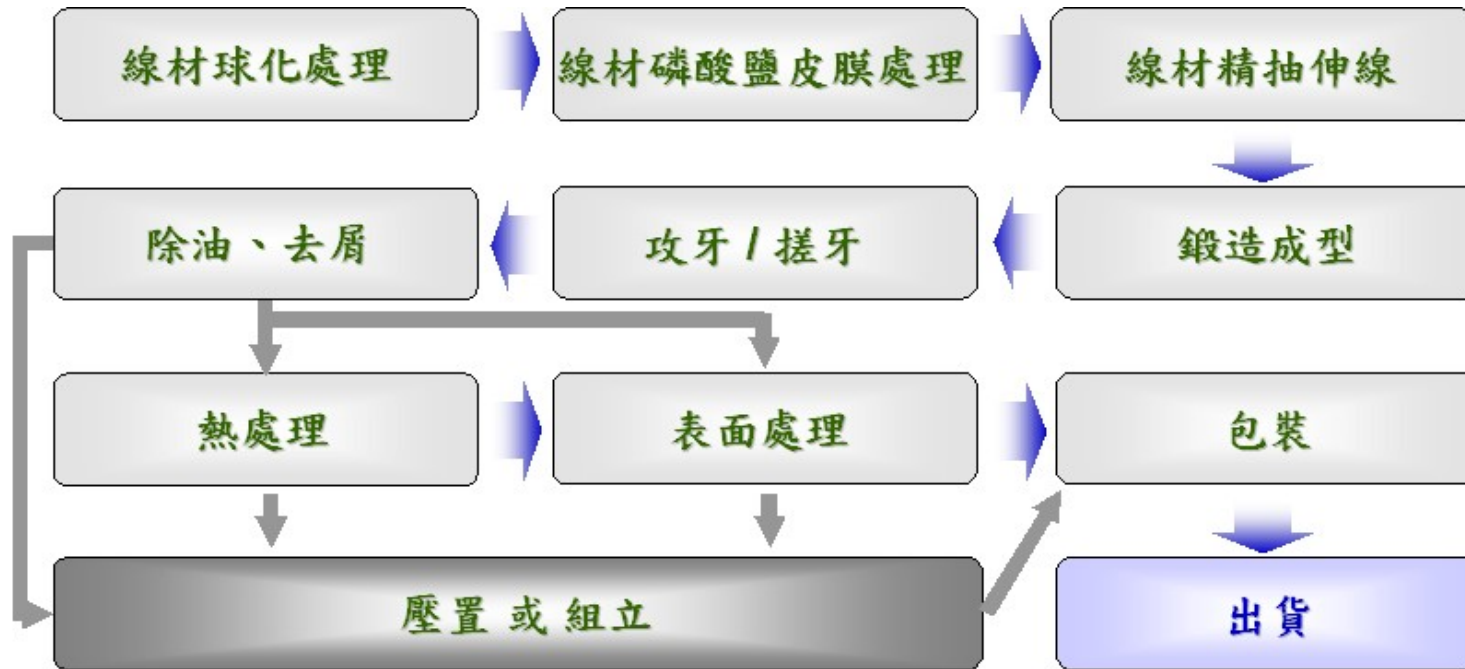 線材球化處理
線材磷酸鹽皮膜處理
線材精抽伸線
除油、去屑
攻牙 / 搓牙
鍛造成型
熱處理
表面處理
包裝
壓置 或 組立
出貨